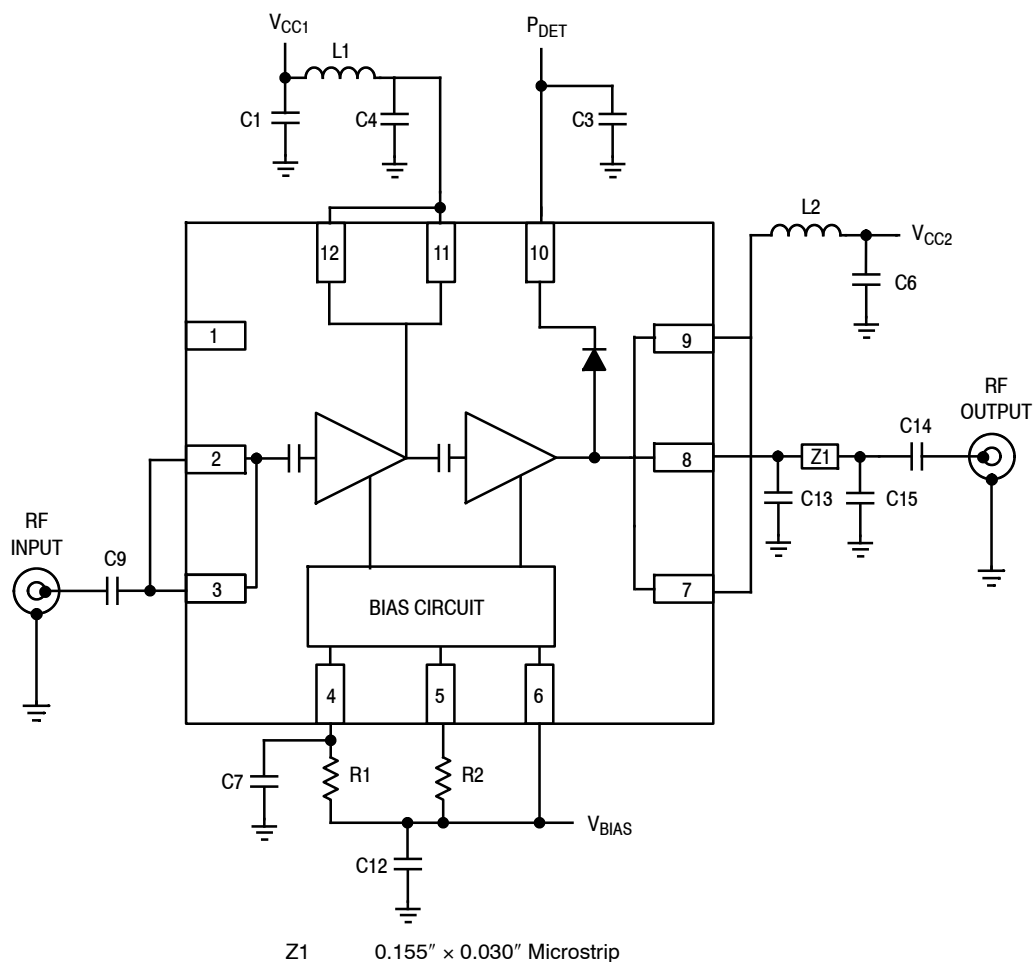 VCC1
L1
PDET
C1
C4
C3
L2
VCC2
C6
12
11
10
1
9
RF
OUTPUT
C14
2
8
Z1
C13
C15
RF
INPUT
C9
3
7
BIAS CIRCUIT
4
5
6
C7
R1
R2
VBIAS
C12
Z1 0.155″ × 0.030″ Microstrip